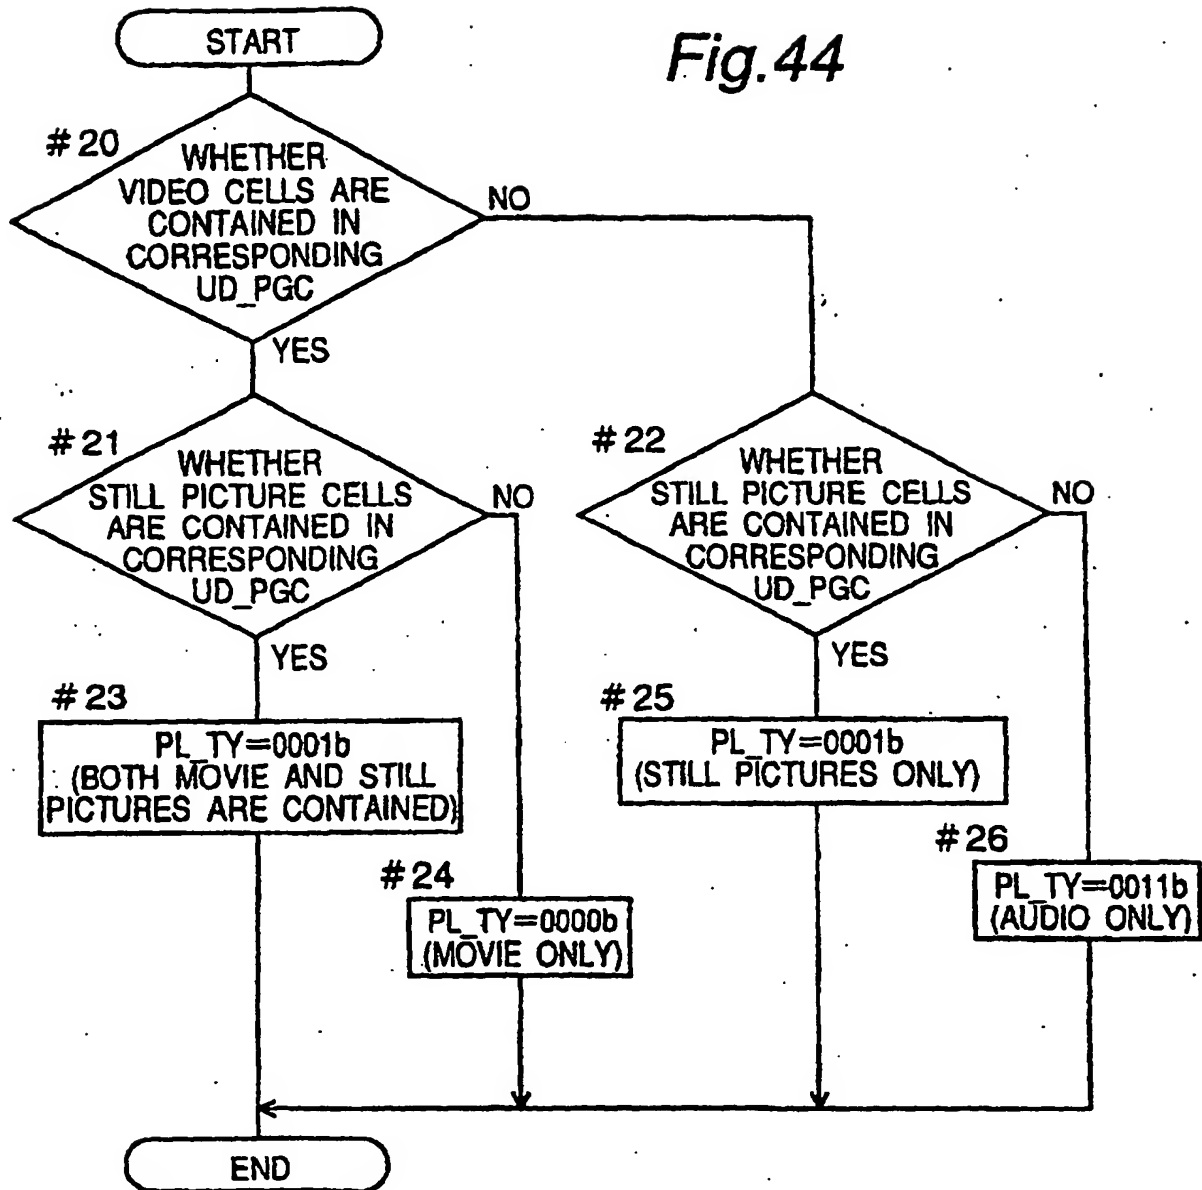 START
Fig.44
#20
WHETHER
VIDEO CELLS ARE
CONTAINED IN
CORRESPONDING
UD_PGC
NO
YES
#21
WHETHER
STILL PICTURE CELLS
ARE CONTAINED IN
CORRESPONDING
UD_PGC
NO
YES
#22
WHETHER
STILL PICTURE CELLS
ARE CONTAINED IN
CORRESPONDING
UD_PGC
NO
YES
#23
PL_TY=0001b
(BOTH MOVIE AND STILL
PICTURES ARE CONTAINED)
#24
PL_TY=0000b
(MOVIE ONLY)
#25
PL_TY=0001b
(STILL PICTURES ONLY)
#26
PL_TY=0011b
(AUDIO ONLY)
END